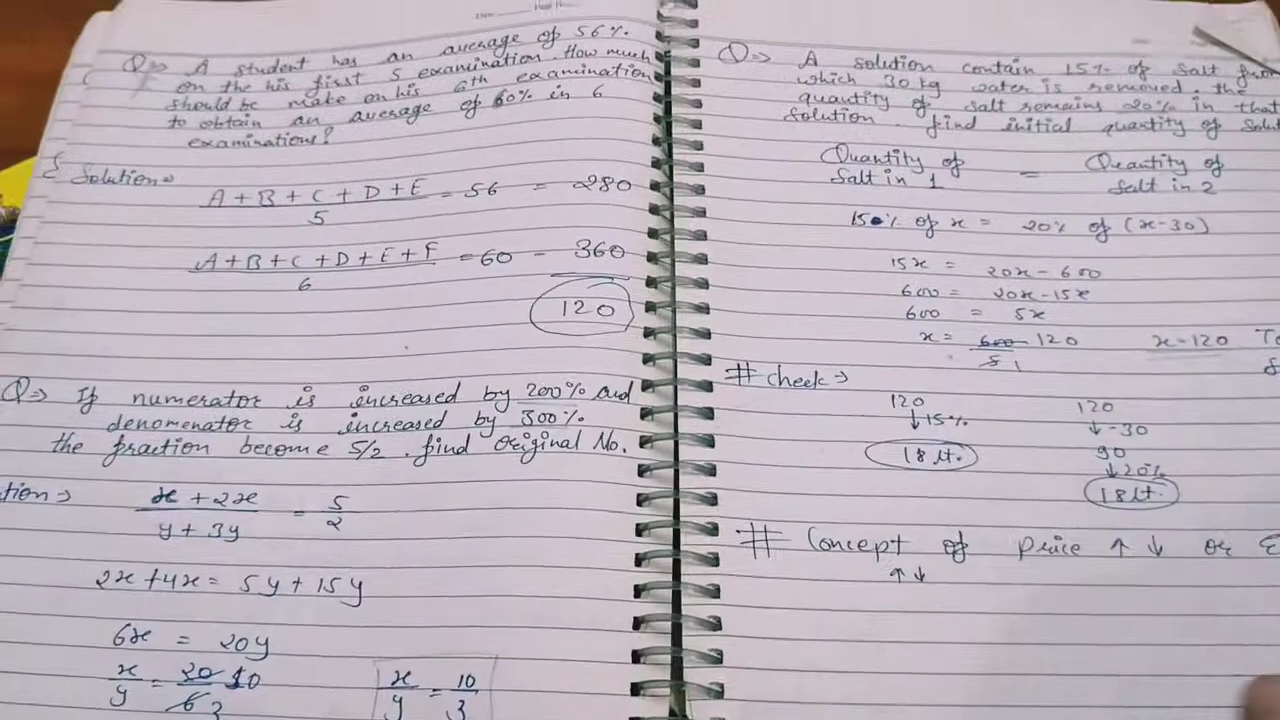 Q⇒ A student has an average of 56%.
on the his first 5 examination. How much
should be make on his 6th examination
to obtain an average of 60% in 6
examinations?
Solution⇒
A + B + C + D + E / 5 = 56 = 280
A + B + C + D + E + F / 6 = 60 - 360
120
Q⇒ If numerator is increased by 200% and
denomenator is increased by 300%.
the fraction become 5/2 . find original No.
tion⇒ x + 2x / y + 3y = 5/2
2x + 4x = 5y + 15y
6x = 20y
x/y = 20/6 10/3
x/y = 10/3
Q⇒ A solution contain 15% of salt from
which 30 kg water is removed. the
quantity of salt remains 20% in that
solution. find initial quantity of solut
Quantity of Salt in 1 = Quantity of Salt in 2
15% of x = 20% of (x-30)
15x = 20x - 600
600 = 20x - 15x
600 = 5x
x = 600/5 120 x - 120 To
# check⇒
120 120
↓15% ↓-30
18 lt. 90
↓20%
18 lt.
# Concept of Price ↑ ↓ or E
↑ ↓